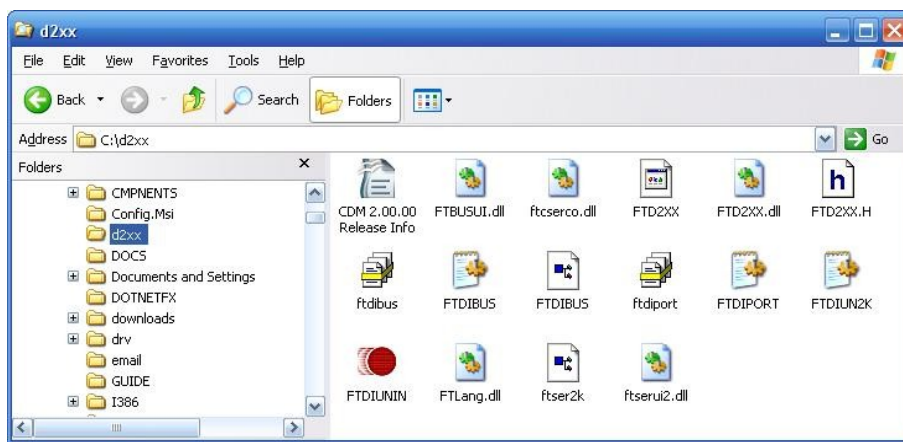 d2xx
File Edit View Favorites Tools Help
Back Search Folders
Address C:\d2xx Go
Folders x
CMPNENTS
Config.Msi
d2xx
DOCS
Documents and Settings
DOTNETFX
downloads
drv
email
GUIDE
I386
CDM 2.00.00 FTBUSUI.dll ftcserco.dll FTD2XX FTD2XX.dll FTD2XX.H
Release Info
ftdibus FTDIBUS FTDIBUS ftdiport FTDIPORT FTDIUN2K
FTDIUNIN FTLang.dll ftser2k ftserui2.dll